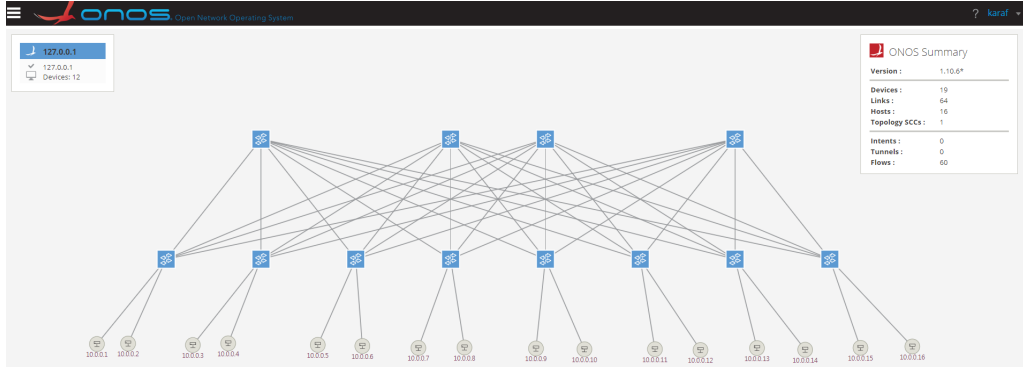 onos. Open Network Operating System
? karaf
127.0.0.1
127.0.0.1
Devices: 12
ONOS Summary
Version : 1.10.6*
Devices : 19
Links : 64
Hosts : 16
Topology SCCs : 1
Intents : 0
Tunnels : 0
Flows : 60
10.0.0.1
10.0.0.2
10.0.0.3
10.0.0.4
10.0.0.5
10.0.0.6
10.0.0.7
10.0.0.8
10.0.0.9
10.0.0.10
10.0.0.11
10.0.0.12
10.0.0.13
10.0.0.14
10.0.0.15
10.0.0.16